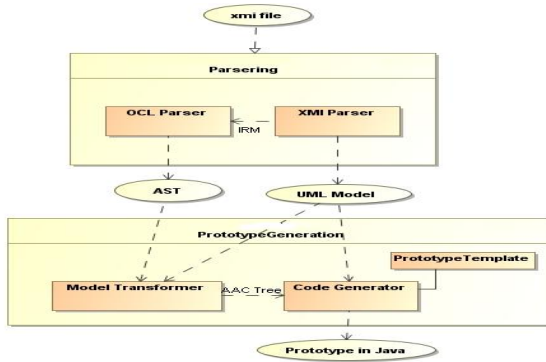 xmi file
Parsering
OCL Parser
XMI Parser
IRM
AST
UML Model
PrototypeGeneration
PrototypeTemplate
Model Transformer
AAC Tree
Code Generator
Prototype in Java